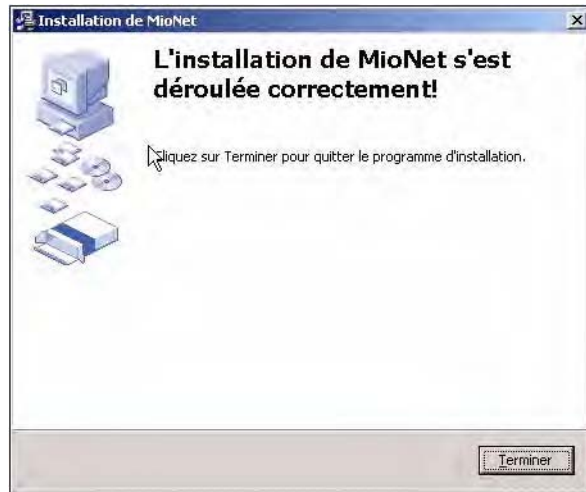 Installation de MioNet
L'installation de MioNet s'est
déroulée correctement!
Cliquez sur Terminer pour quitter le programme d'installation.
Terminer